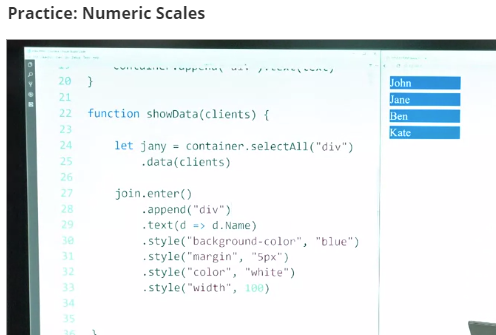 Practice: Numeric Scales
20 }
21
22 function showData(clients) {
23
24 let jany = container.selectAll("div")
25 .data(clients)
26
27 join.enter()
28 .append("div")
29 .text(d => d.Name)
30 .style("background-color", "blue")
31 .style("margin", "5px")
32 .style("color", "white")
33 .style("width", 100)
34
35
36 }
John
Jane
Ben
Kate